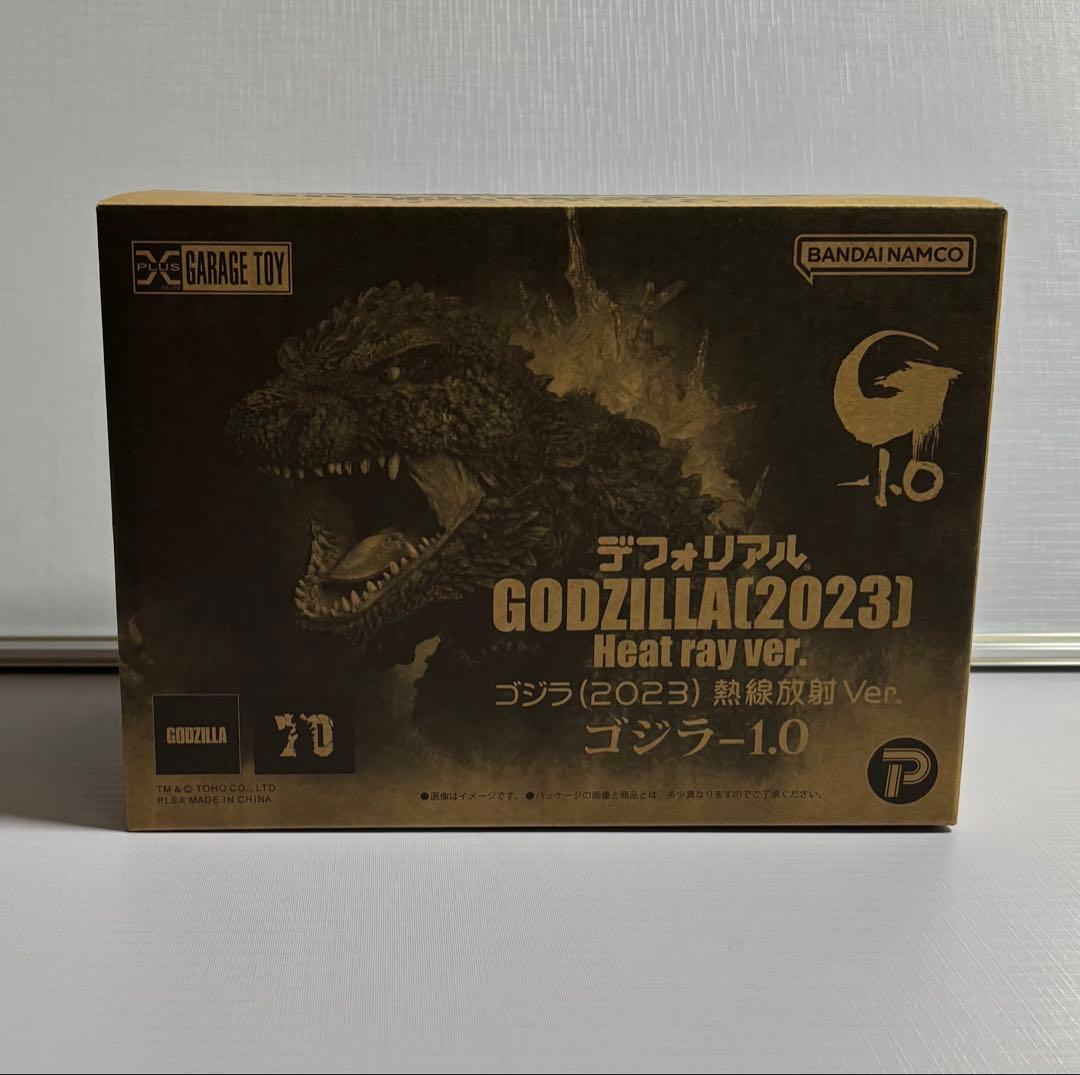 X PLUS CO.,LTD. GARAGE TOY
BANDAI NAMCO
G
-1.0
デフォリアル®
GODZILLA(2023)
Heat ray ver.
ゴジラ(2023) 熱線放射 Ver.
ゴジラ-1.0
GODZILLA
70
P
TM & © TOHO CO., LTD.
PLEX MADE IN CHINA
●画像はイメージです。●パッケージの画像と商品とは、多少異なりますのでご了承ください。